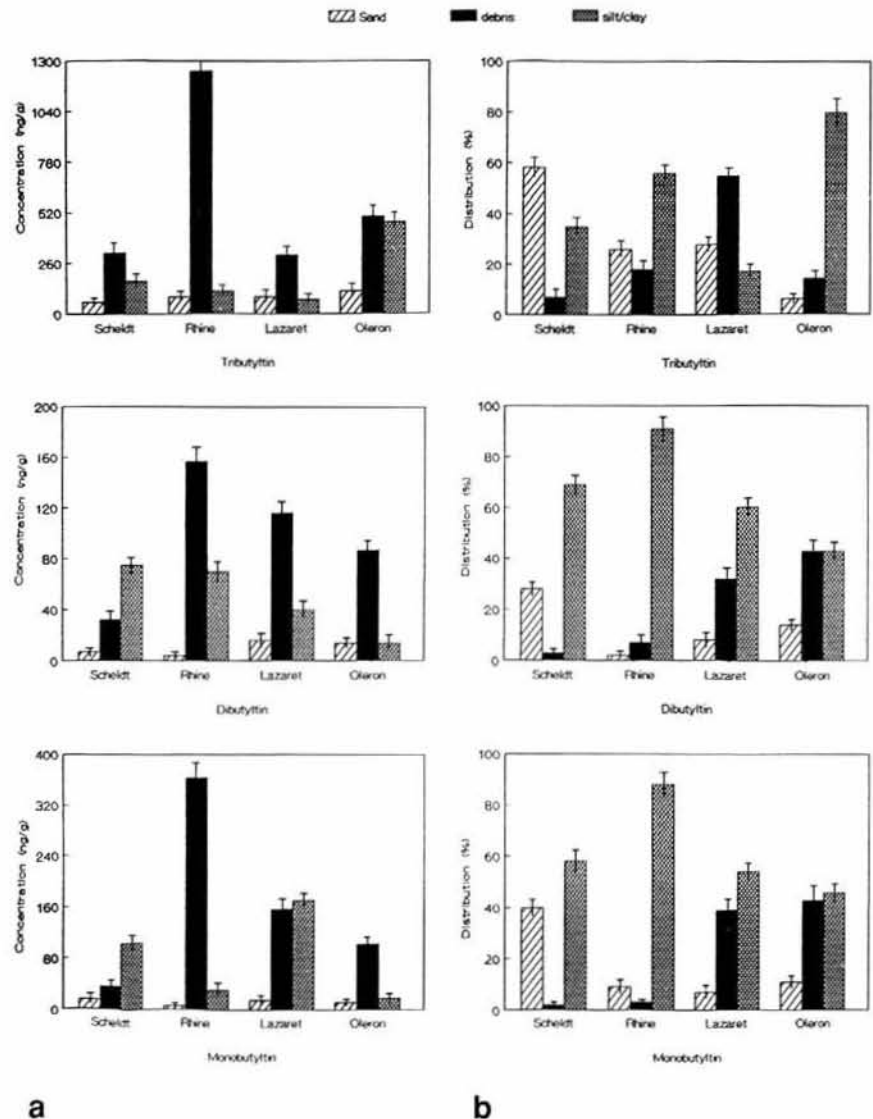 Sand debris silt/clay
1300
1040
780
520
260
0
Concentration (ng/g)
Scheldt Rhine Lazaret Oleron
Tributyltin
100
80
60
40
20
0
Distribution (%)
Scheldt Rhine Lazaret Oleron
Tributyltin
200
160
120
80
40
0
Concentration (ng/g)
Scheldt Rhine Lazaret Oleron
Dibutyltin
100
80
60
40
20
0
Distribution (%)
Scheldt Rhine Lazaret Oleron
Dibutyltin
400
320
240
160
80
0
Concentration (ng/g)
Scheldt Rhine Lazaret Oleron
Monobutyltin
100
80
60
40
20
0
Distribution (%)
Scheldt Rhine Lazaret Oleron
Monobutyltin
a b